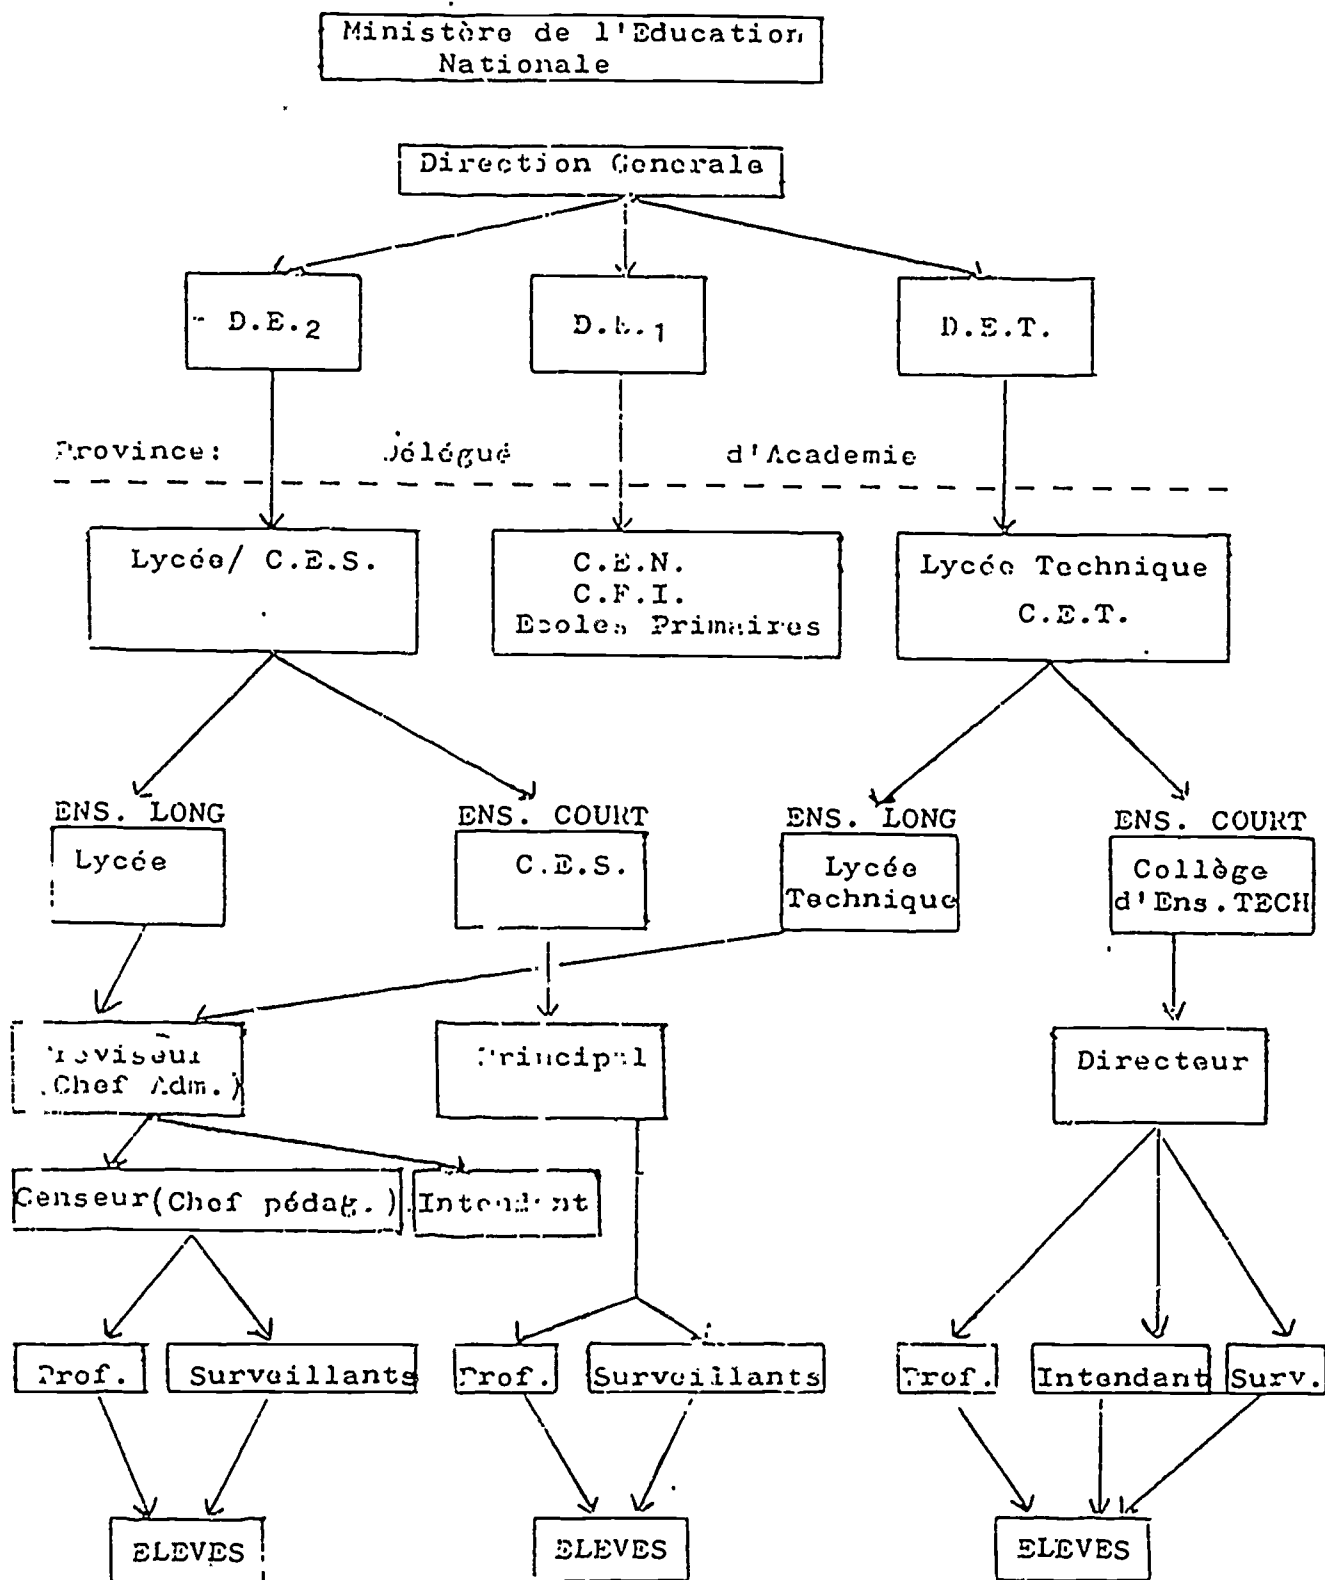 Ministère de l'Education
Nationale
Direction Generale
D.E.2
D.E.1
D.E.T.
Province: Délégué d'Academie
Lycée/ C.E.S.
C.E.N.
C.F.I.
Ecoles Primaires
Lycée Technique
C.E.T.
ENS. LONG
Lycée
ENS. COURT
C.E.S.
ENS. LONG
Lycée
Technique
ENS. COURT
Collège
d'Ens.TECH
Proviseur
(Chef Adm.)
Principal
Directeur
Censeur(Chef pédag.)
Intendant
Prof.
Surveillants
Prof.
Surveillants
Prof.
Intendant
Surv.
ELEVES
ELEVES
ELEVES